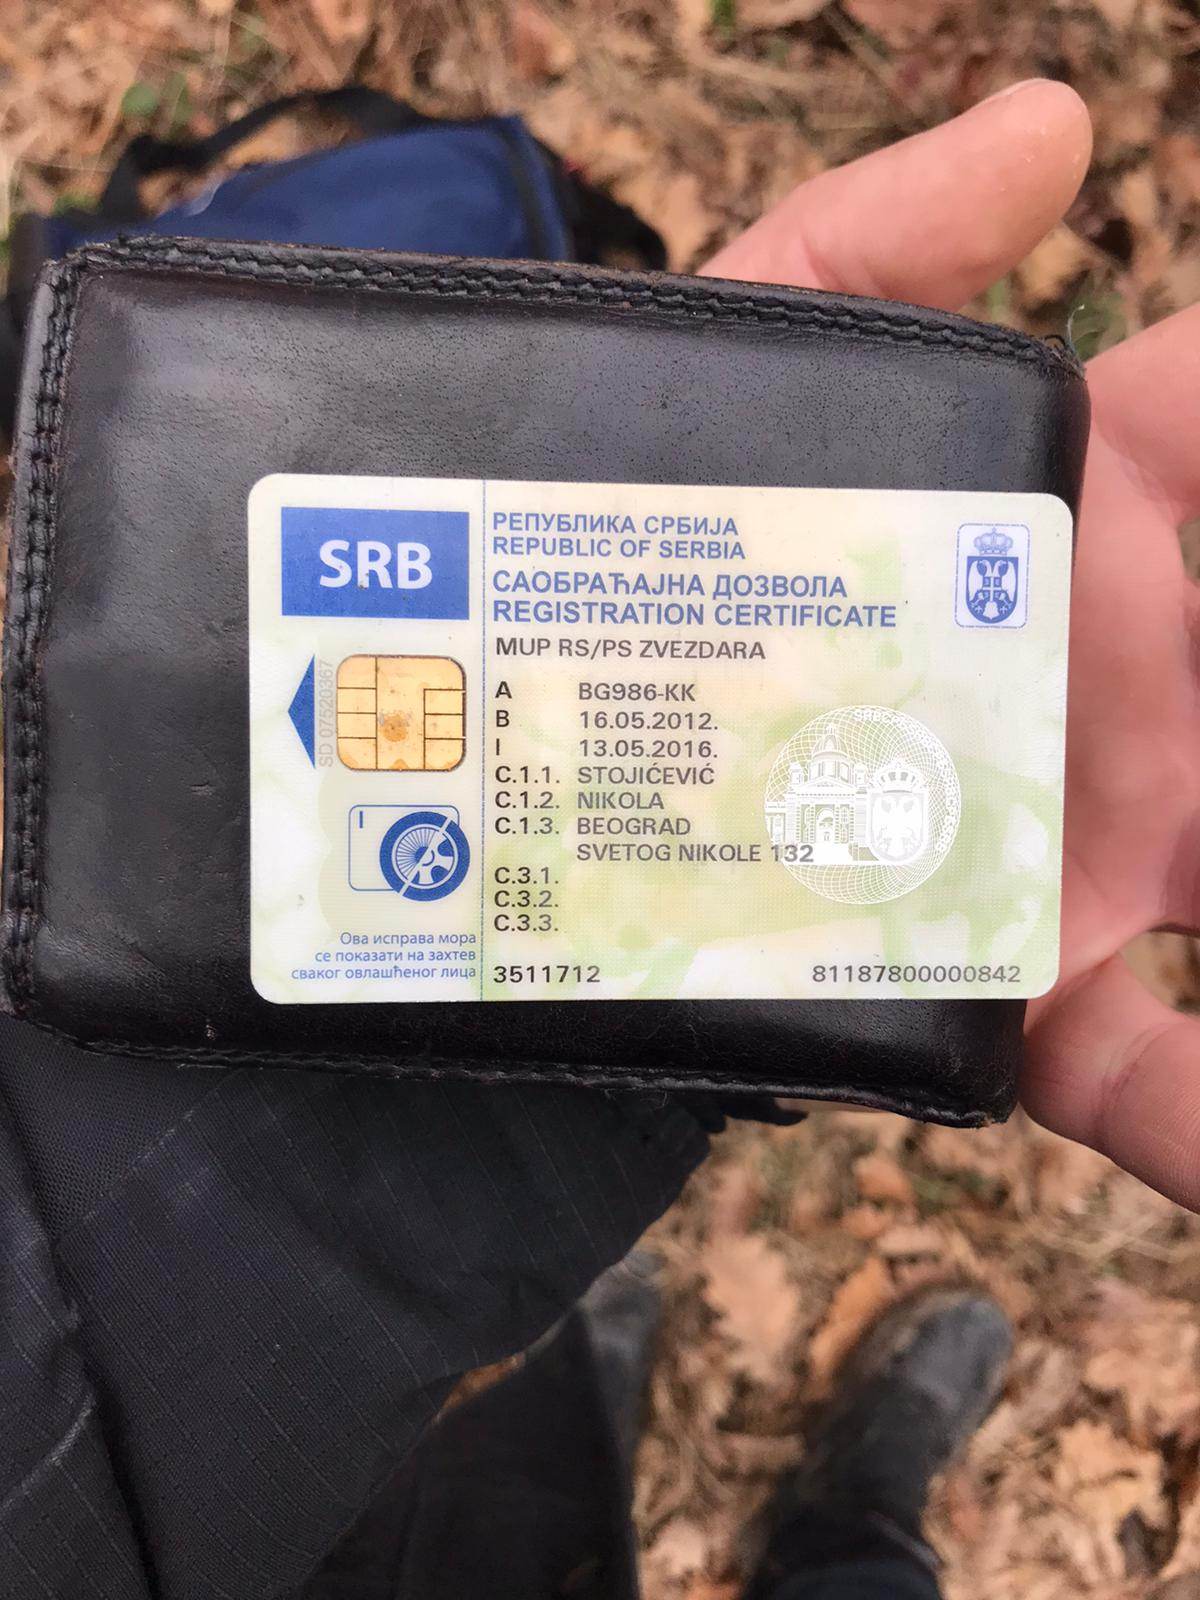 SRB
РЕПУБЛИКА СРБИЈА
REPUBLIC OF SERBIA
САОБРАЋАЈНА ДОЗВОЛА
REGISTRATION CERTIFICATE
MUP RS/PS ZVEZDARA
A BG986-KK
B 16.05.2012.
I 13.05.2016.
C.1.1. STOJIĆEVIĆ
C.1.2. NIKOLA
C.1.3. BEOGRAD
SVETOG NIKOLE 132
C.3.1.
C.3.2.
C.3.3.
SD 07520367
I
Ова исправа мора
се показати на захтев
сваког овлашћеног лица
3511712 81187800000842